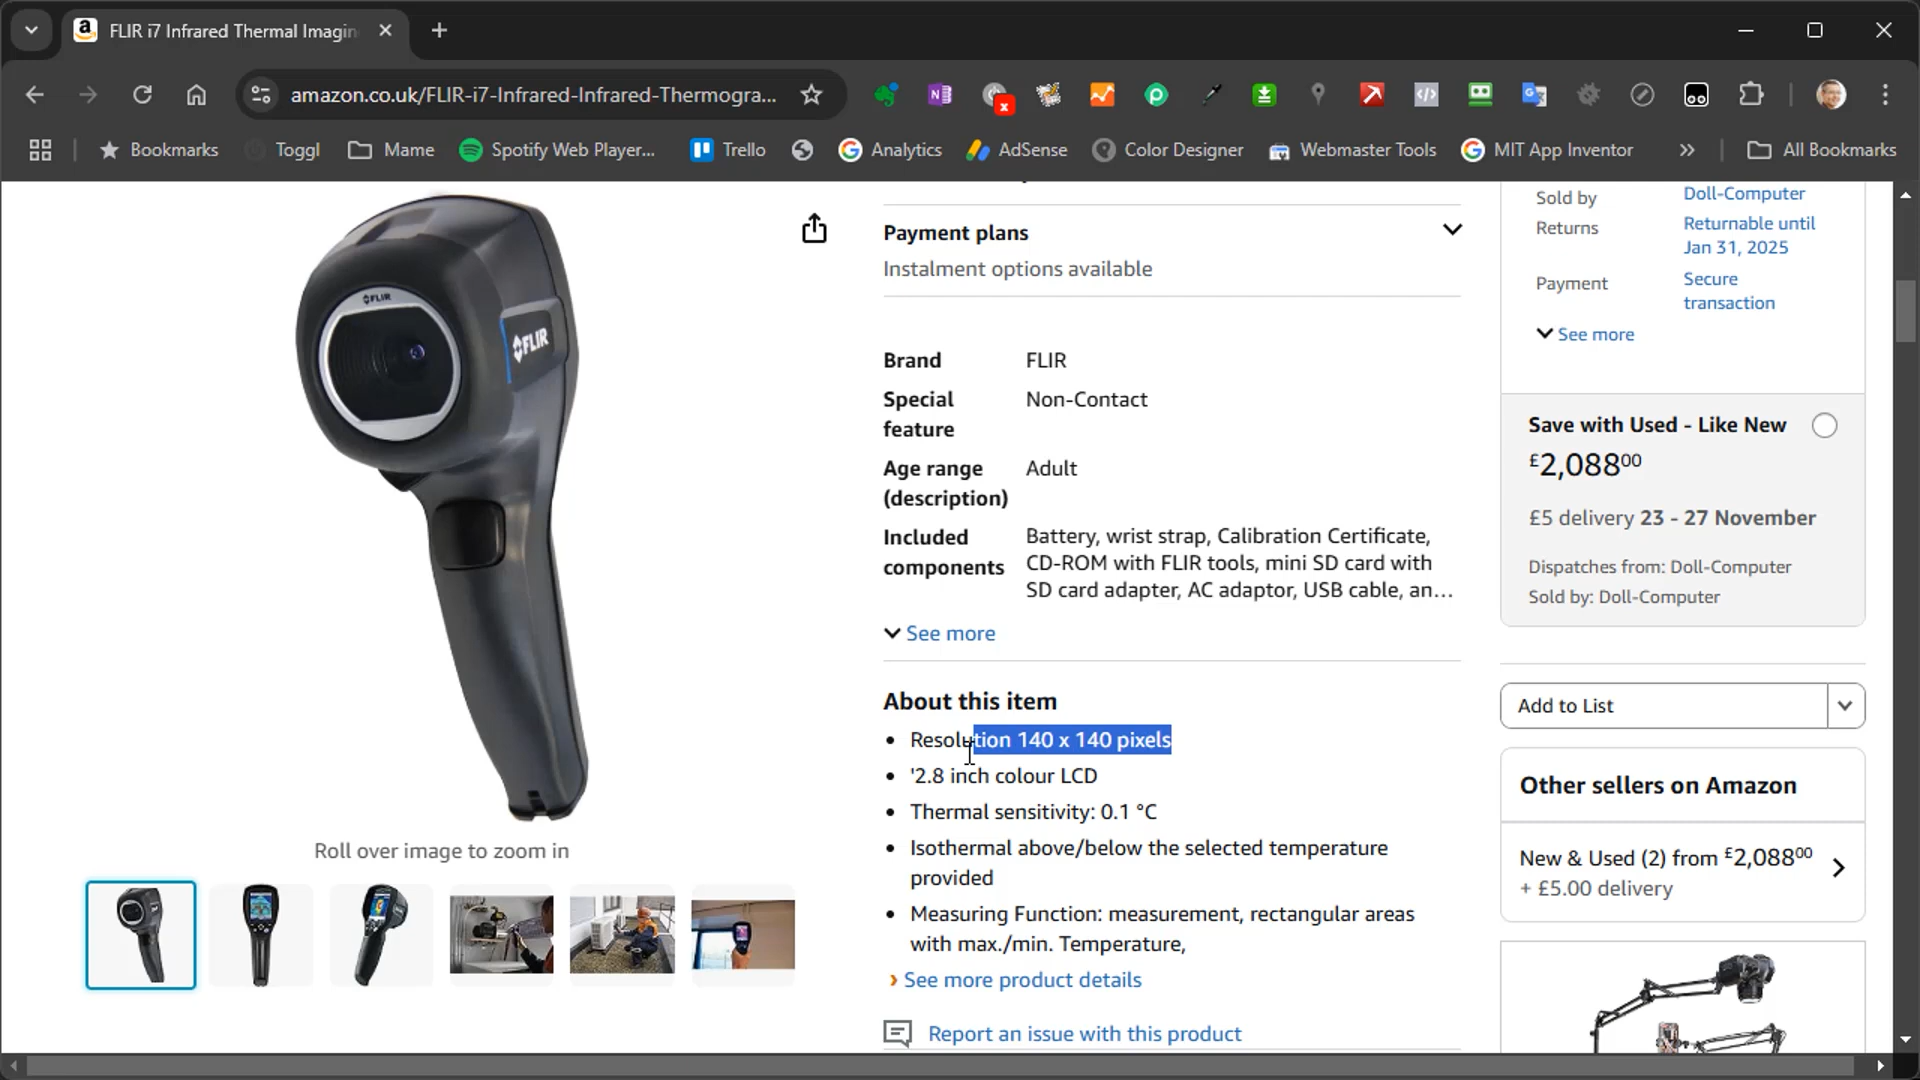 FLIR i7 Infrared Thermal Imagin
amazon.co.uk/FLIR-i7-Infrared-Infrared-Thermogra...
Bookmarks
Toggl
Mame
Spotify Web Player...
Trello
Analytics
AdSense
Color Designer
Webmaster Tools
MIT App Inventor
All Bookmarks
FLIR
FLIR
Roll over image to zoom in
Payment plans
Instalment options available
Brand FLIR
Special feature Non-Contact
Age range (description) Adult
Included components Battery, wrist strap, Calibration Certificate,
CD-ROM with FLIR tools, mini SD card with
SD card adapter, AC adaptor, USB cable, an...
See more
About this item
Resolution 140 x 140 pixels
'2.8 inch colour LCD
Thermal sensitivity: 0.1 °C
Isothermal above/below the selected temperature
provided
Measuring Function: measurement, rectangular areas
with max./min. Temperature,
› See more product details
Report an issue with this product
Sold by Doll-Computer
Returns Returnable until
Jan 31, 2025
Payment Secure
transaction
See more
Save with Used - Like New
£2,088.00
£5 delivery 23 - 27 November
Dispatches from: Doll-Computer
Sold by: Doll-Computer
Add to List
Other sellers on Amazon
New & Used (2) from £2,088.00
+ £5.00 delivery